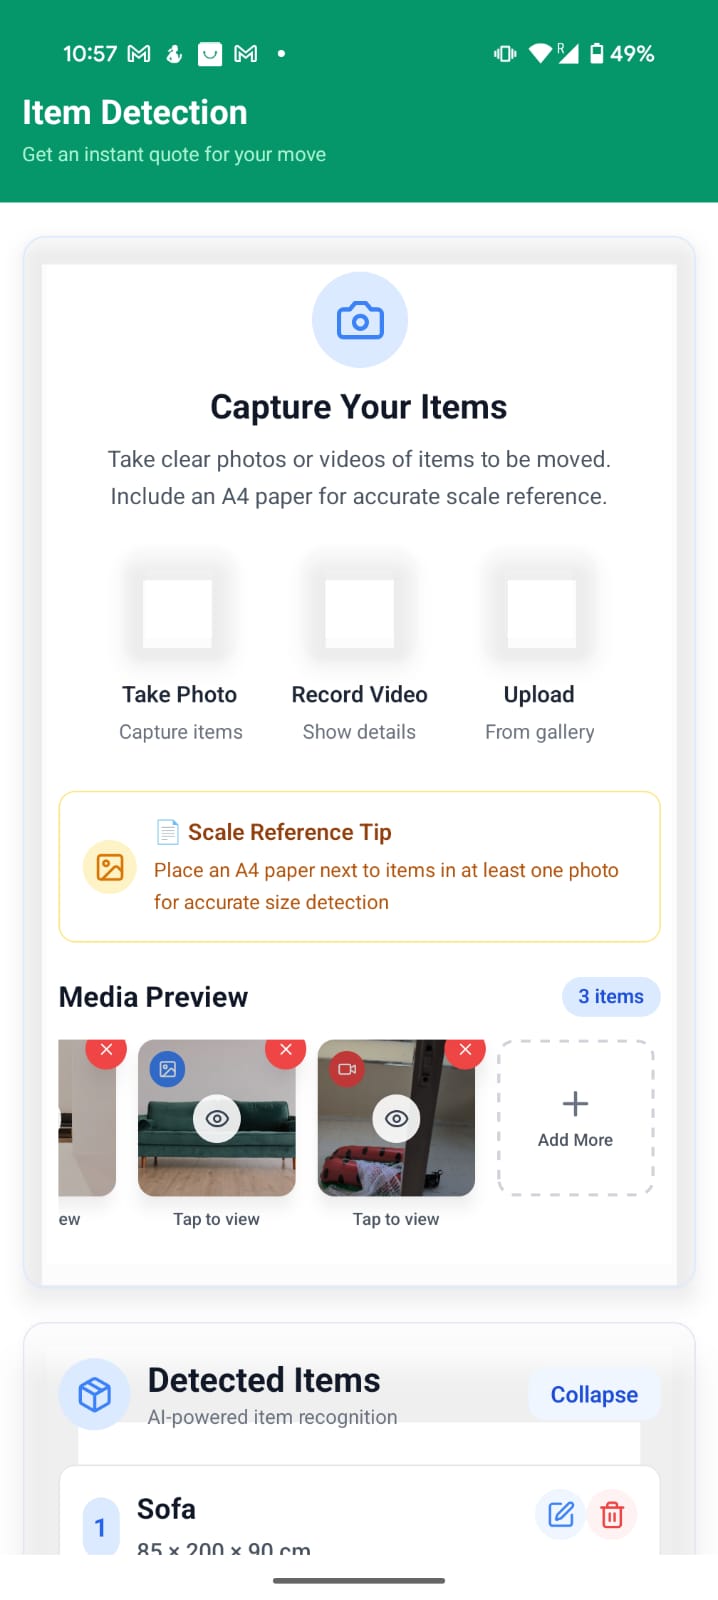 10:57
49%
Item Detection
Get an instant quote for your move
Capture Your Items
Take clear photos or videos of items to be moved.
Include an A4 paper for accurate scale reference.
Take Photo
Capture items
Record Video
Show details
Upload
From gallery
Scale Reference Tip
Place an A4 paper next to items in at least one photo
for accurate size detection
Media Preview
3 items
Add More
ew
Tap to view
Tap to view
Detected Items
AI-powered item recognition
Collapse
1
Sofa
85 × 200 × 90 cm